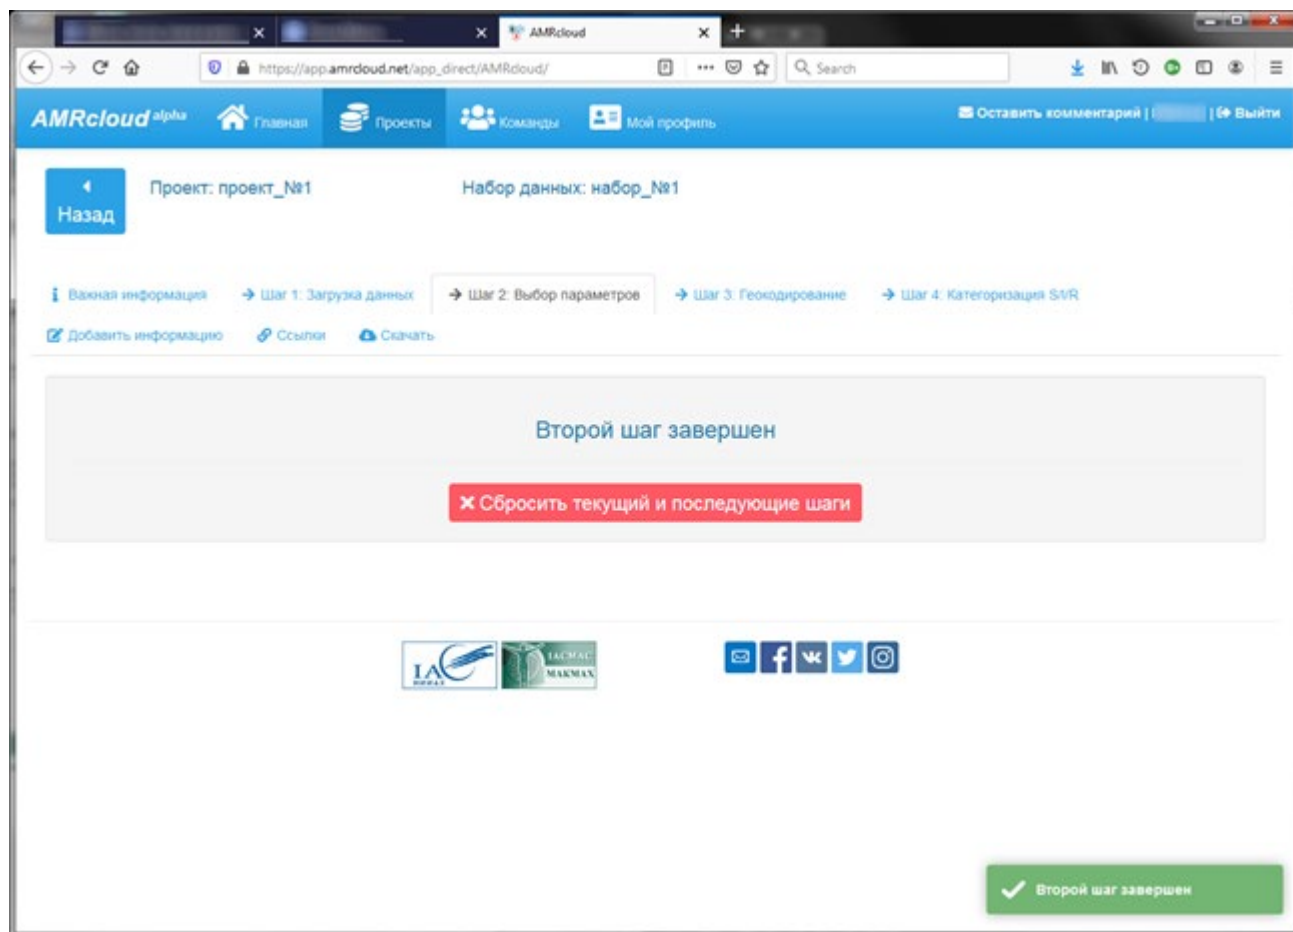 AMRcloud
https://app.amrcloud.net/app_direct/AMRcloud/
Search
AMRcloud alpha Главная Проекты Команды Мой профиль Оставить комментарий | | Выйти
Назад
Проект: проект_№1 Набор данных: набор_№1
Важная информация Шаг 1: Загрузка данных Шаг 2: Выбор параметров Шаг 3: Геокодирование Шаг 4: Категоризация S/I/R
Добавить информацию Ссылки Скачать
Второй шаг завершен
Сбросить текущий и последующие шаги
IACMAC
МАКМАХ
Второй шаг завершен